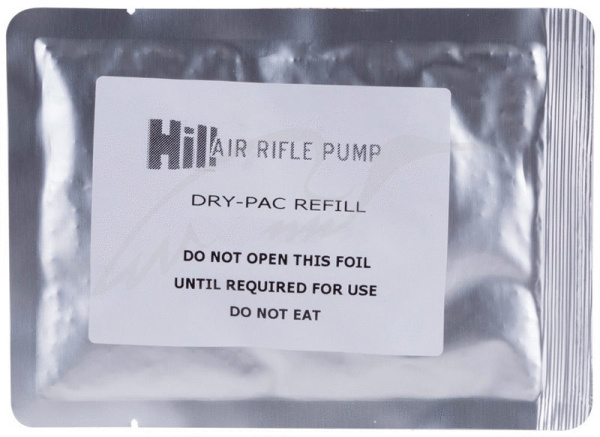 Hill AIR RIFLE PUMP
DRY-PAC REFILL
DO NOT OPEN THIS FOIL
UNTIL REQUIRED FOR USE
DO NOT EAT